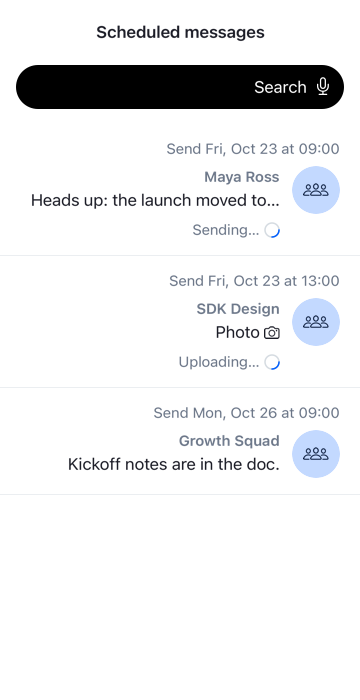 Scheduled messages
Search
Send Fri, Oct 23 at 09:00
Maya Ross
Heads up: the launch moved to...
Sending...
Send Fri, Oct 23 at 13:00
SDK Design
Photo
Uploading...
Send Mon, Oct 26 at 09:00
Growth Squad
Kickoff notes are in the doc.